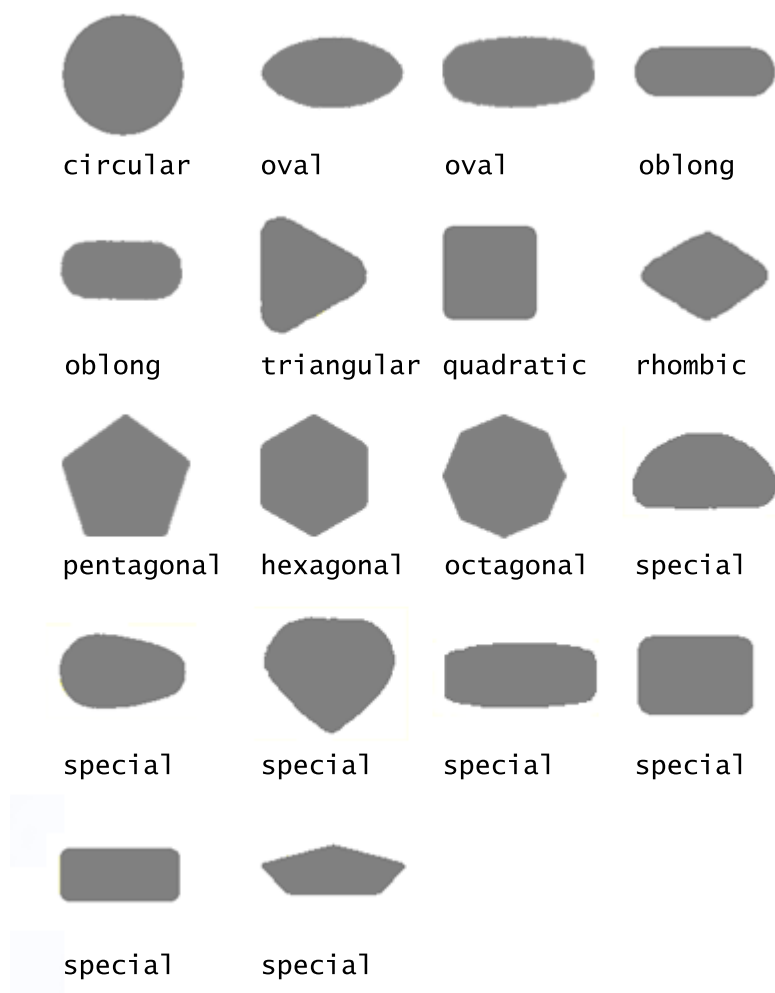 circular oval oval oblong
oblong triangular quadratic rhombic
pentagonal hexagonal octagonal special
special special special special
special special